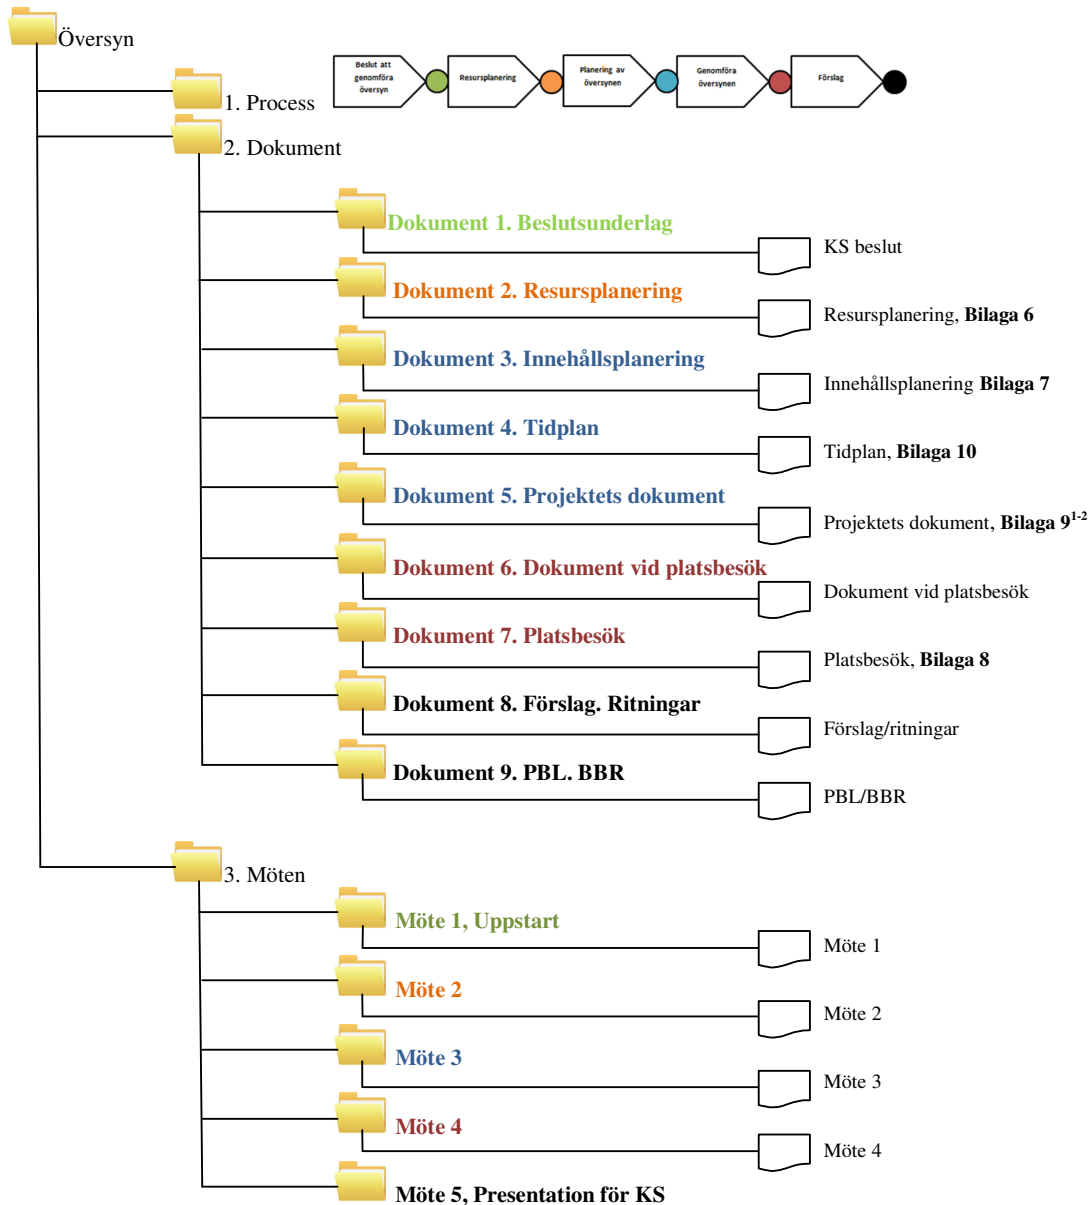 Översyn
Beslut att
genomföra
översyn
Resursplanering
Planering av
översynen
Genomföra
översynen
Förslag
1. Process
2. Dokument
Dokument 1. Beslutsunderlag
KS beslut
Dokument 2. Resursplanering
Resursplanering, Bilaga 6
Dokument 3. Innehållsplanering
Innehållsplanering Bilaga 7
Dokument 4. Tidplan
Tidplan, Bilaga 10
Dokument 5. Projektets dokument
Projektets dokument, Bilaga 9¹⁻²
Dokument 6. Dokument vid platsbesök
Dokument vid platsbesök
Dokument 7. Platsbesök
Platsbesök, Bilaga 8
Dokument 8. Förslag. Ritningar
Förslag/ritningar
Dokument 9. PBL. BBR
PBL/BBR
3. Möten
Möte 1, Uppstart
Möte 1
Möte 2
Möte 2
Möte 3
Möte 3
Möte 4
Möte 4
Möte 5, Presentation för KS